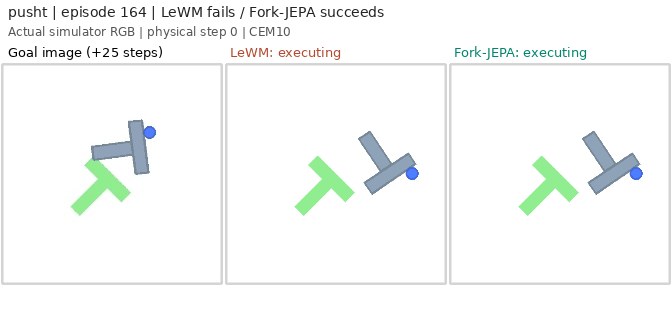 pusht | episode 164 | LeWM fails / Fork-JEPA succeeds
Actual simulator RGB | physical step 0 | CEM10
Goal image (+25 steps)
LeWM: executing
Fork-JEPA: executing